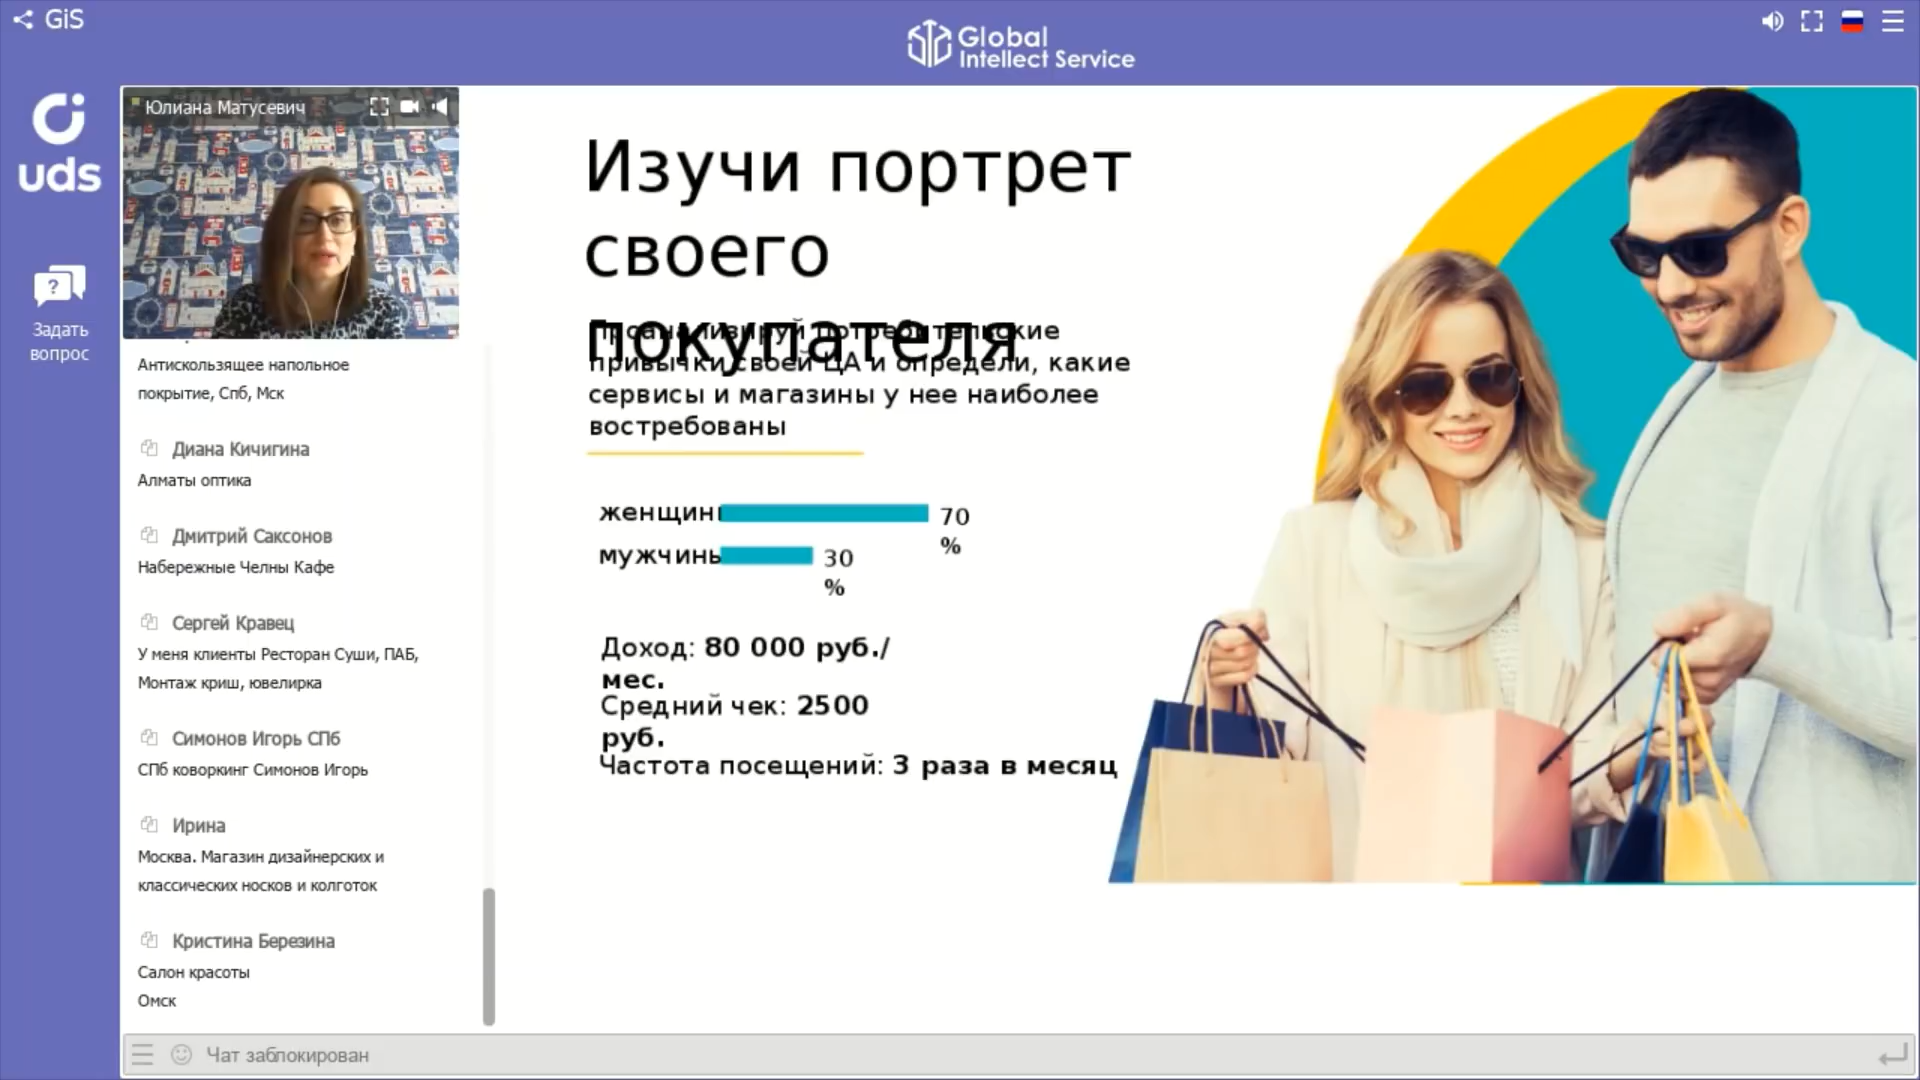 GiS
Global
Intellect Service
uds
Задать
вопрос
Юлиана Матусевич
Антискользящее напольное
покрытие, Спб, Мск
Диана Кичигина
Алматы оптика
Дмитрий Саксонов
Набережные Челны Кафе
Сергей Кравец
У меня клиенты Ресторан Суши, ПАБ,
Монтаж криш, ювелирка
Симонов Игорь СПб
СПб коворкинг Симонов Игорь
Ирина
Москва. Магазин дизайнерских и
классических носков и колготок
Кристина Березина
Салон красоты
Омск
Чат заблокирован
Изучи портрет
своего
покупателя
Проанализируй потребительские
привычки своей ЦА и определи, какие
сервисы и магазины у нее наиболее
востребованы
70
%
30
%
Доход: 80 000 руб./
мес.
Средний чек: 2500
руб.
Частота посещений: 3 раза в месяц